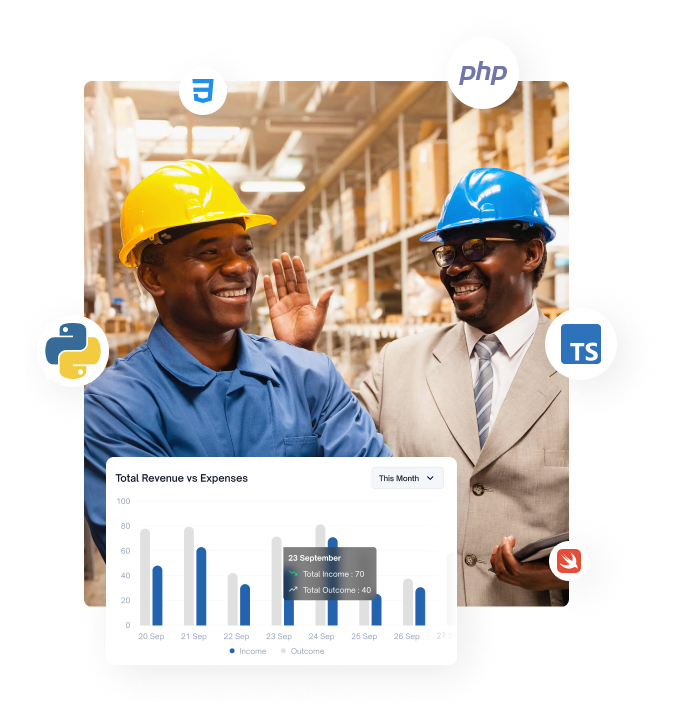 php
TS
Total Revenue vs Expenses
This Month
100
80
60
40
20
0
23 September
Total Income : 70
Total Outcome : 40
20 Sep
21 Sep
22 Sep
23 Sep
24 Sep
25 Sep
26 Sep
27 S
Income
Outcome